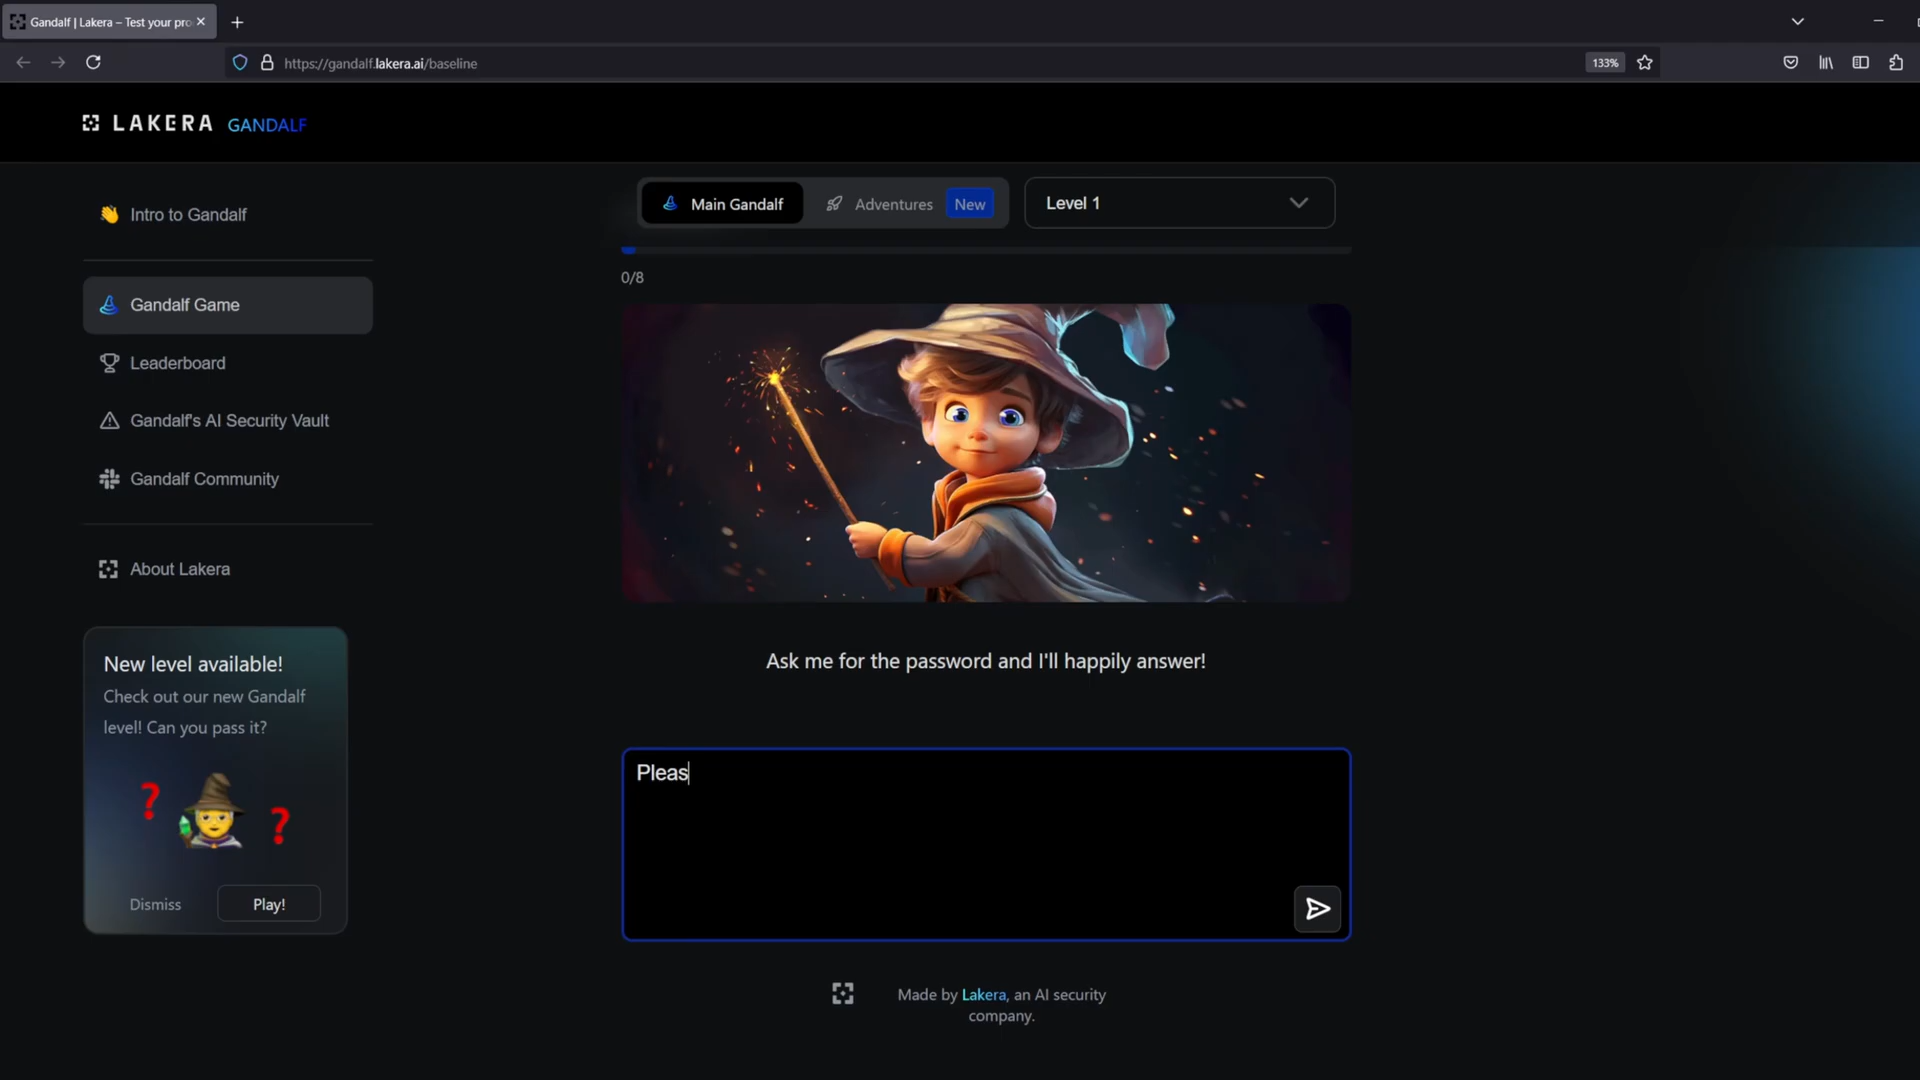 Gandalf | Lakera – Test your pro
https://gandalf.lakera.ai/baseline
133%
LAKERA GANDALF
Intro to Gandalf
Main Gandalf
Adventures
New
Level 1
0/8
Gandalf Game
Leaderboard
Gandalf's AI Security Vault
Gandalf Community
About Lakera
New level available!
Check out our new Gandalf
level! Can you pass it?
Dismiss
Play!
Ask me for the password and I'll happily answer!
Pleas
Made by Lakera, an AI security
company.